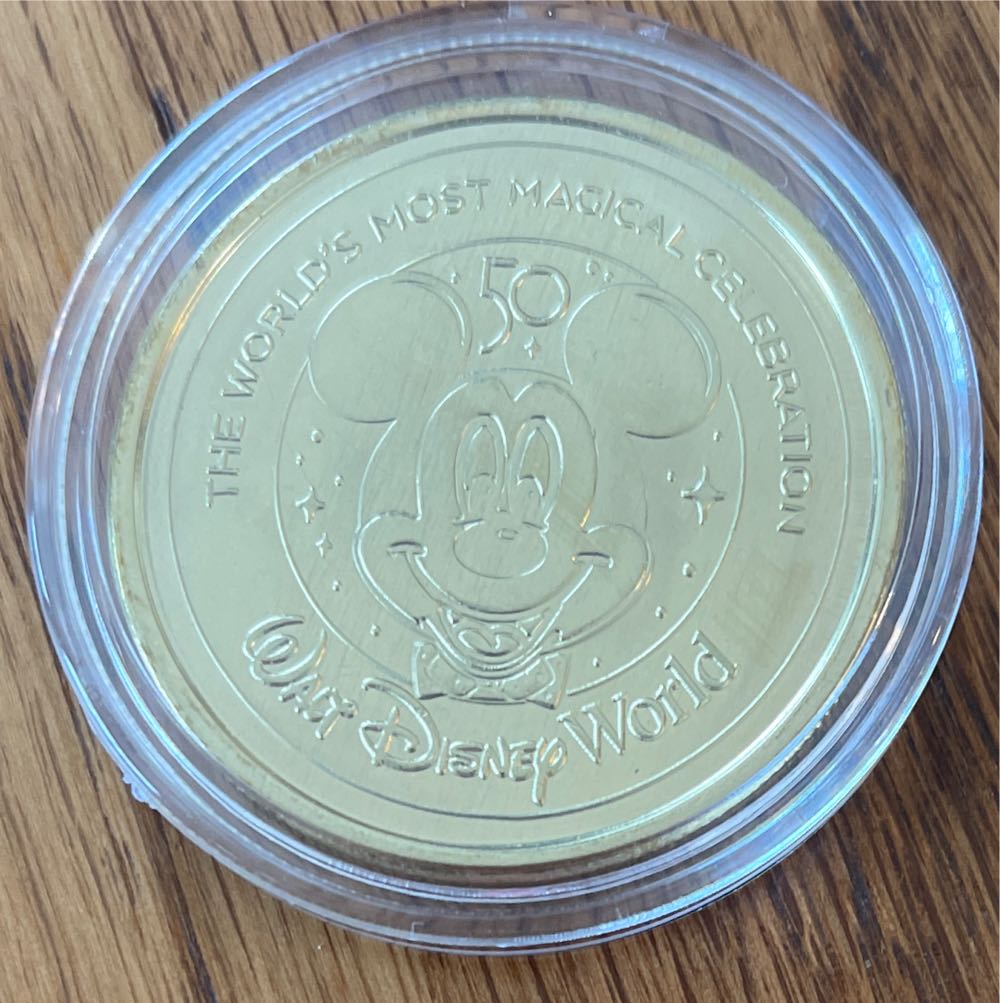 THE WORLD'S MOST MAGICAL CELEBRATION
50
WALT DISNEY World